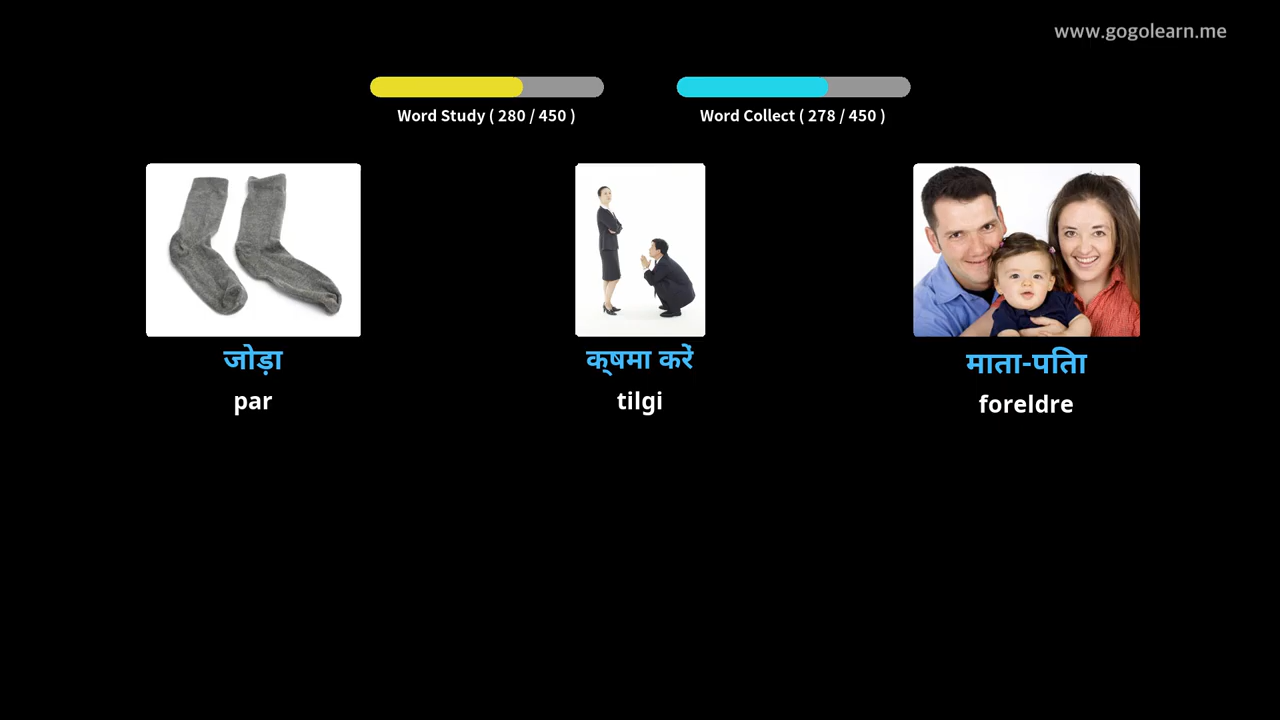 www.gogolearn.me
Word Study ( 280 / 450 )
Word Collect ( 278 / 450 )
जोड़ा
क्षमा करें
माता-पिता
par
tilgi
foreldre